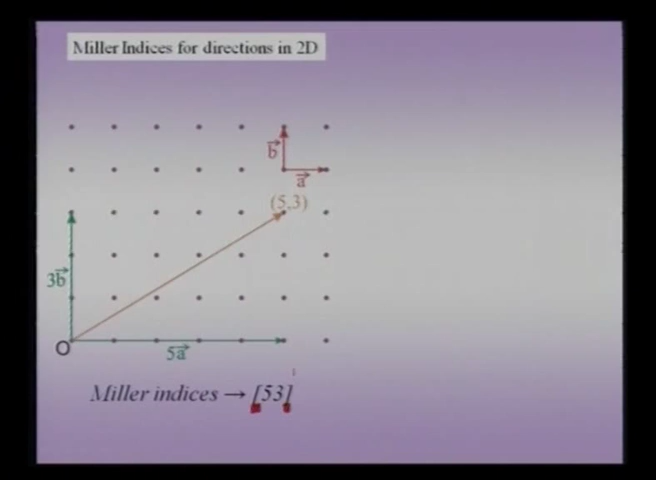 Miller Indices for directions in 2D
b⃗
a⃗
(5,3)
3b⃗
O
5a⃗
Miller indices → [53]